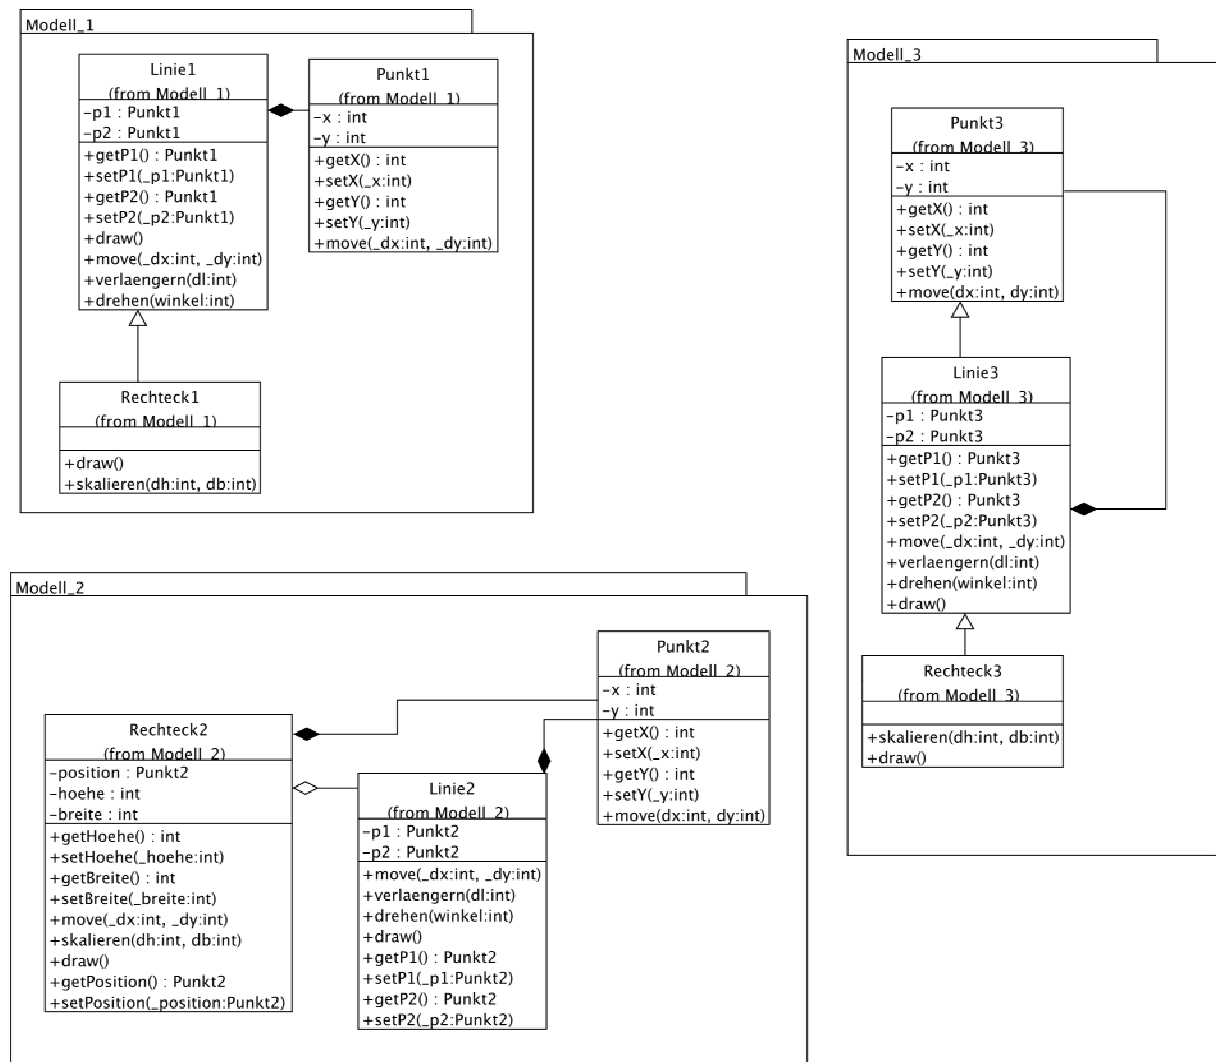 Modell_1
Linie1
(from Modell_1)
-p1 : Punkt1
-p2 : Punkt1
+getP1() : Punkt1
+setP1(_p1:Punkt1)
+getP2() : Punkt1
+setP2(_p2:Punkt1)
+draw()
+move(_dx:int, _dy:int)
+verlaengern(dl:int)
+drehen(winkel:int)
Punkt1
(from Modell_1)
-x : int
-y : int
+getX() : int
+setX(_x:int)
+getY() : int
+setY(_y:int)
+move(_dx:int, _dy:int)
Rechteck1
(from Modell_1)
+draw()
+skalieren(dh:int, db:int)
Modell_3
Punkt3
(from Modell_3)
-x : int
-y : int
+getX() : int
+setX(_x:int)
+getY() : int
+setY(_y:int)
+move(dx:int, dy:int)
Linie3
(from Modell_3)
-p1 : Punkt3
-p2 : Punkt3
+getP1() : Punkt3
+setP1(_p1:Punkt3)
+getP2() : Punkt3
+setP2(_p2:Punkt3)
+move(_dx:int, _dy:int)
+verlaengern(dl:int)
+drehen(winkel:int)
+draw()
Rechteck3
(from Modell_3)
+skalieren(dh:int, db:int)
+draw()
Modell_2
Rechteck2
(from Modell_2)
-position : Punkt2
-hoehe : int
-breite : int
+getHoehe() : int
+setHoehe(_hoehe:int)
+getBreite() : int
+setBreite(_breite:int)
+move(_dx:int, _dy:int)
+skalieren(dh:int, db:int)
+draw()
+getPosition() : Punkt2
+setPosition(_position:Punkt2)
Linie2
(from Modell_2)
-p1 : Punkt2
-p2 : Punkt2
+move(_dx:int, _dy:int)
+verlaengern(dl:int)
+drehen(winkel:int)
+draw()
+getP1() : Punkt2
+setP1(_p1:Punkt2)
+getP2() : Punkt2
+setP2(_p2:Punkt2)
Punkt2
(from Modell_2)
-x : int
-y : int
+getX() : int
+setX(_x:int)
+getY() : int
+setY(_y:int)
+move(dx:int, dy:int)